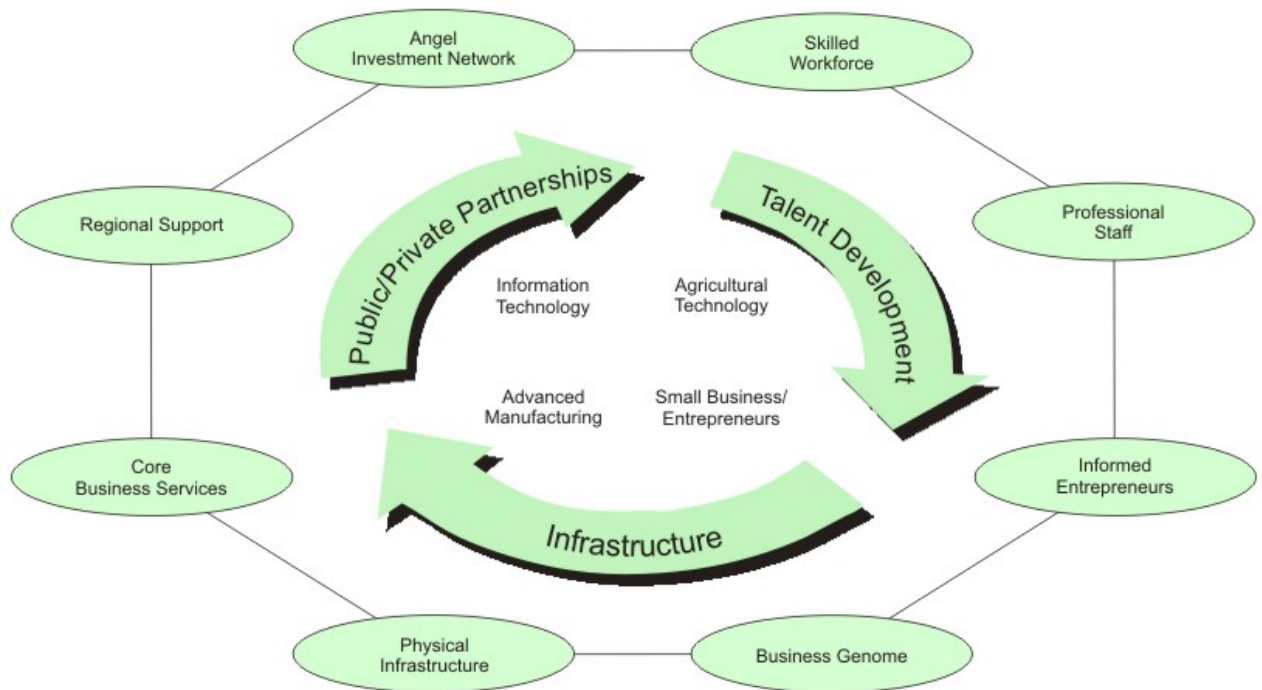 Angel
Investment Network
Skilled
Workforce
Regional Support
Professional
Staff
Public/Private Partnerships
Talent Development
Information
Technology
Agricultural
Technology
Advanced
Manufacturing
Small Business/
Entrepreneurs
Core
Business Services
Informed
Entrepreneurs
Infrastructure
Physical
Infrastructure
Business Genome